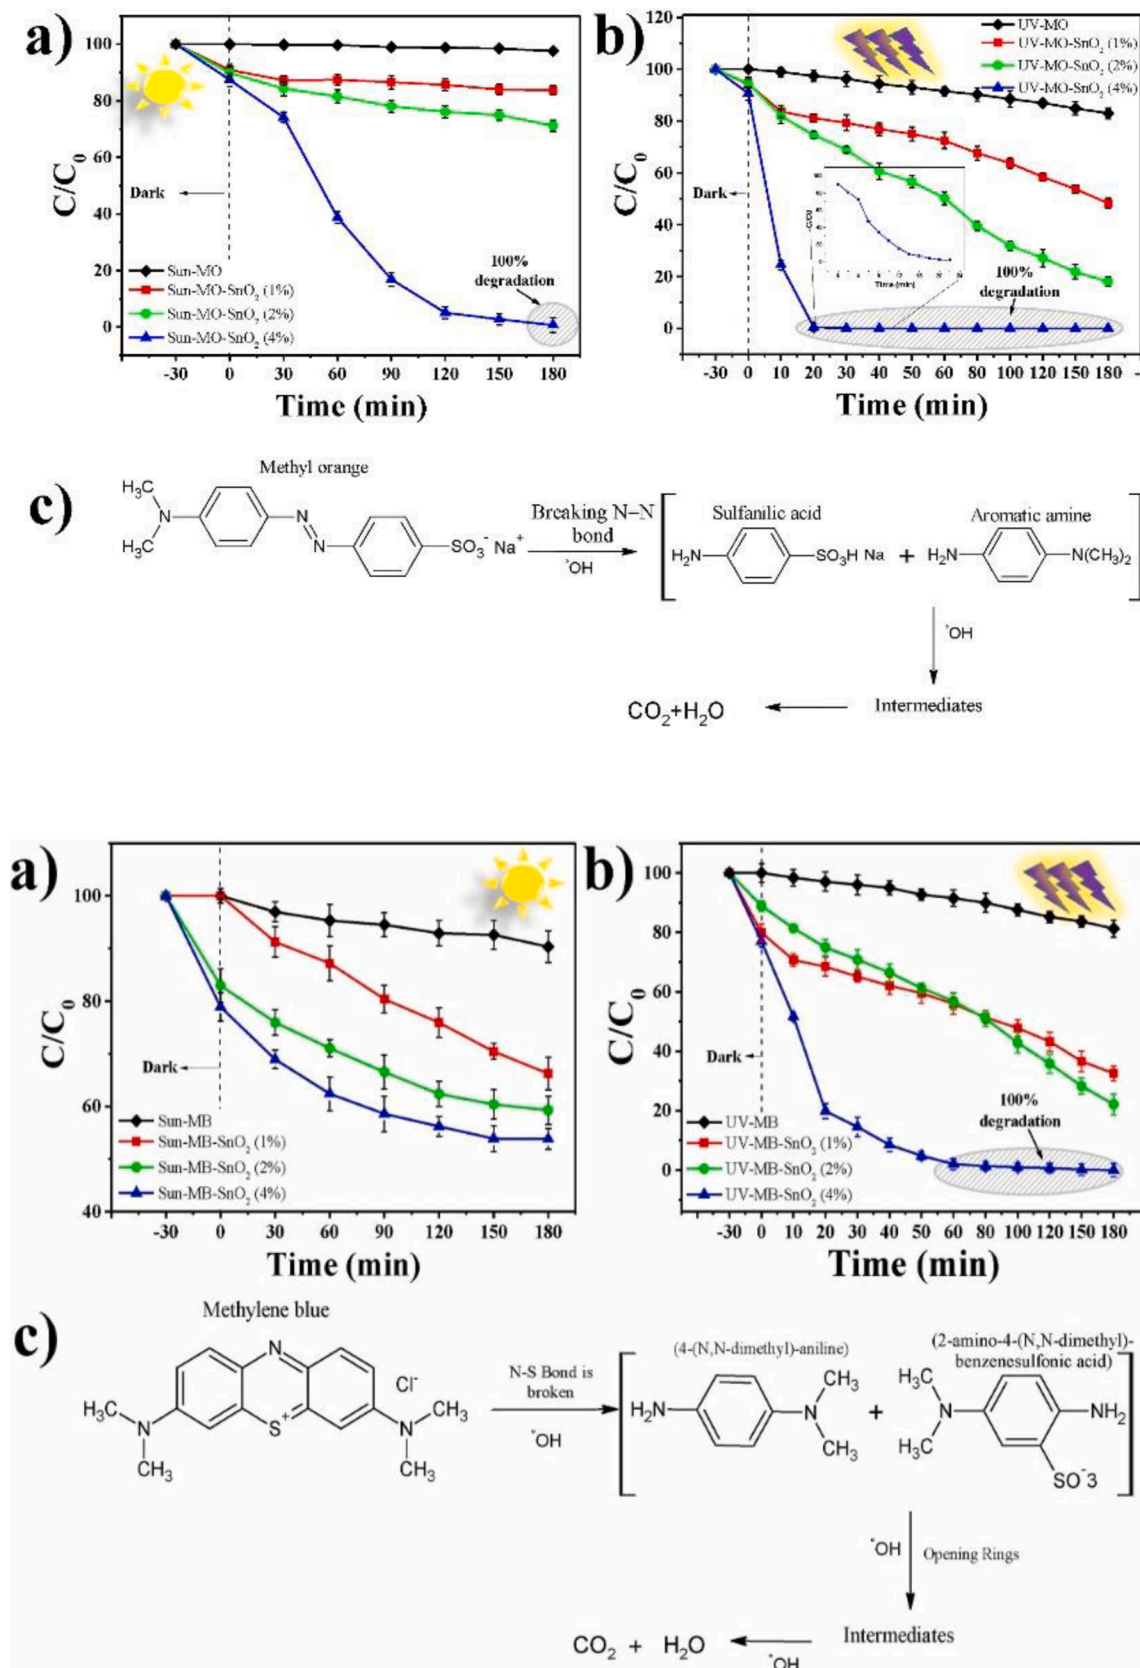 a)
C/C0
100
80
60
40
20
0
Dark
Sun-MO
Sun-MO-SnO2 (1%)
Sun-MO-SnO2 (2%)
Sun-MO-SnO2 (4%)
100%
degradation
-30 0 30 60 90 120 150 180
Time (min)
b)
C/C0
120
100
80
60
40
20
0
UV-MO
UV-MO-SnO2 (1%)
UV-MO-SnO2 (2%)
UV-MO-SnO2 (4%)
Dark
Time (min)
100%
degradation
-30 0 10 20 30 40 50 60 80 100 120 150 180
Time (min)
c)
Methyl orange
H3C
N
H3C
N
N
SO3- Na+
Breaking N–N
bond
°OH
Sulfanilic acid
H2N
SO3H Na
+
Aromatic amine
H2N
N(CH3)2
°OH
Intermediates
CO2+H2O
a)
C/C0
100
80
60
40
Dark
Sun-MB
Sun-MB-SnO2 (1%)
Sun-MB-SnO2 (2%)
Sun-MB-SnO2 (4%)
-30 0 30 60 90 120 150 180
Time (min)
b)
C/C0
100
80
60
40
20
0
Dark
UV-MB
UV-MB-SnO2 (1%)
UV-MB-SnO2 (2%)
UV-MB-SnO2 (4%)
100%
degradation
-30 0 10 20 30 40 50 60 80 100 120 150 180
Time (min)
c)
Methylene blue
N
Cl-
H3C
N
S+
N
CH3
CH3
CH3
N-S Bond is
broken
°OH
(4-(N,N-dimethyl)-aniline)
H2N
CH3
N
CH3
+
(2-amino-4-(N,N-dimethyl)-
benzenesulfonic acid)
H3C
N
H3C
NH2
SO-3
°OH
Opening Rings
Intermediates
°OH
CO2 + H2O